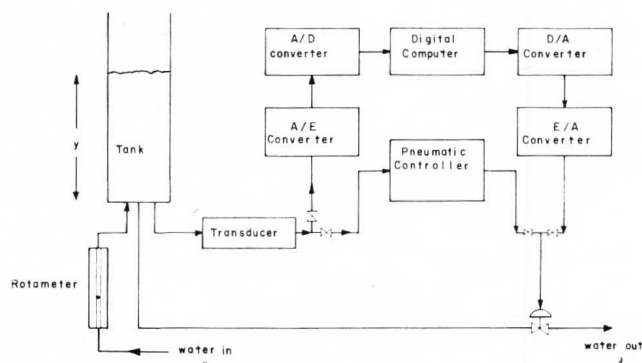 A/D
converter
Digital
Computer
D/A
Converter
A/E
Converter
E/A
Converter
Pneumatic
Controller
y
Tank
Transducer
Rotameter
water in
water out